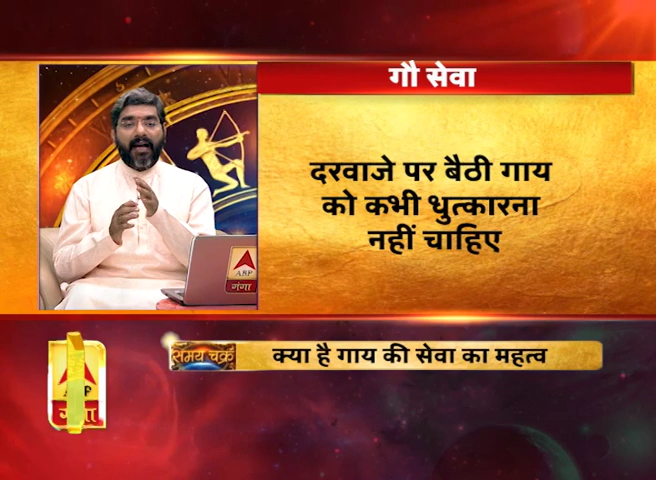 गौ सेवा
दरवाजे पर बैठी गाय
को कभी धुत्कारना
नहीं चाहिए
ABP
गंगा
समय चक्र
क्या है गाय की सेवा का महत्व
ABP
गंगा